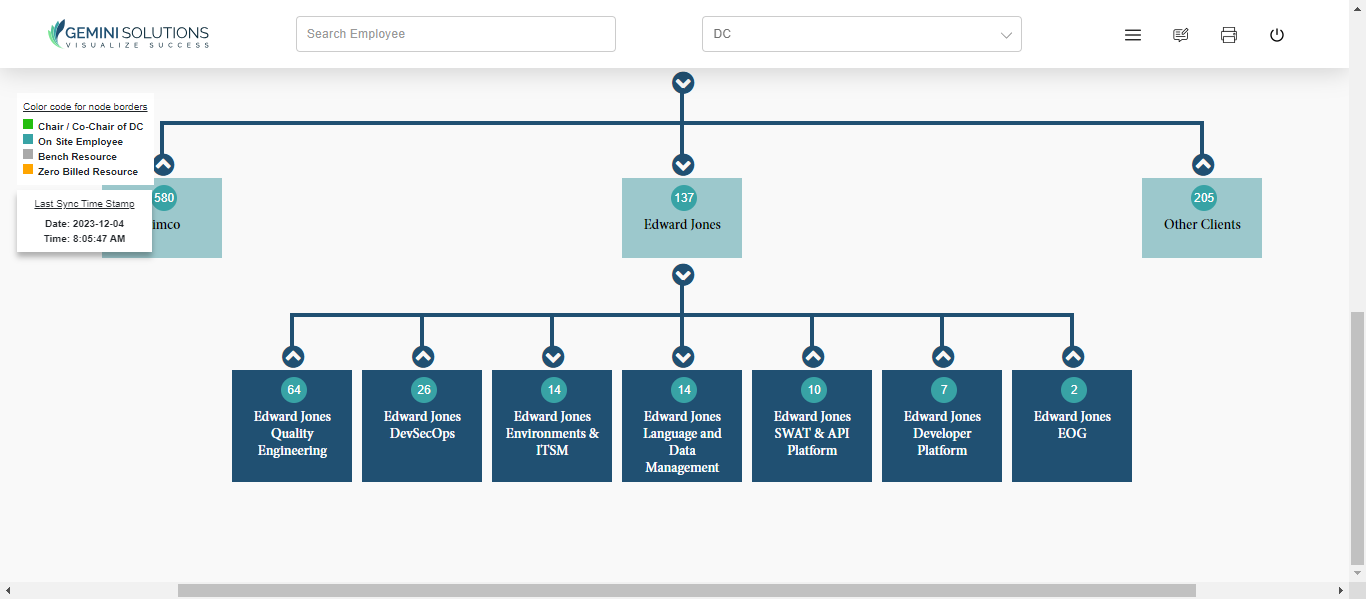 GEMINI SOLUTIONS
VISUALIZE SUCCESS
Search Employee
DC
Color code for node borders
Chair / Co-Chair of DC
On Site Employee
Bench Resource
Zero Billed Resource
Last Sync Time Stamp
Date: 2023-12-04
Time: 8:05:47 AM
580
imco
137
Edward Jones
205
Other Clients
64
Edward Jones
Quality
Engineering
26
Edward Jones
DevSecOps
14
Edward Jones
Environments &
ITSM
14
Edward Jones
Language and
Data
Management
10
Edward Jones
SWAT & API
Platform
7
Edward Jones
Developer
Platform
2
Edward Jones
EOG